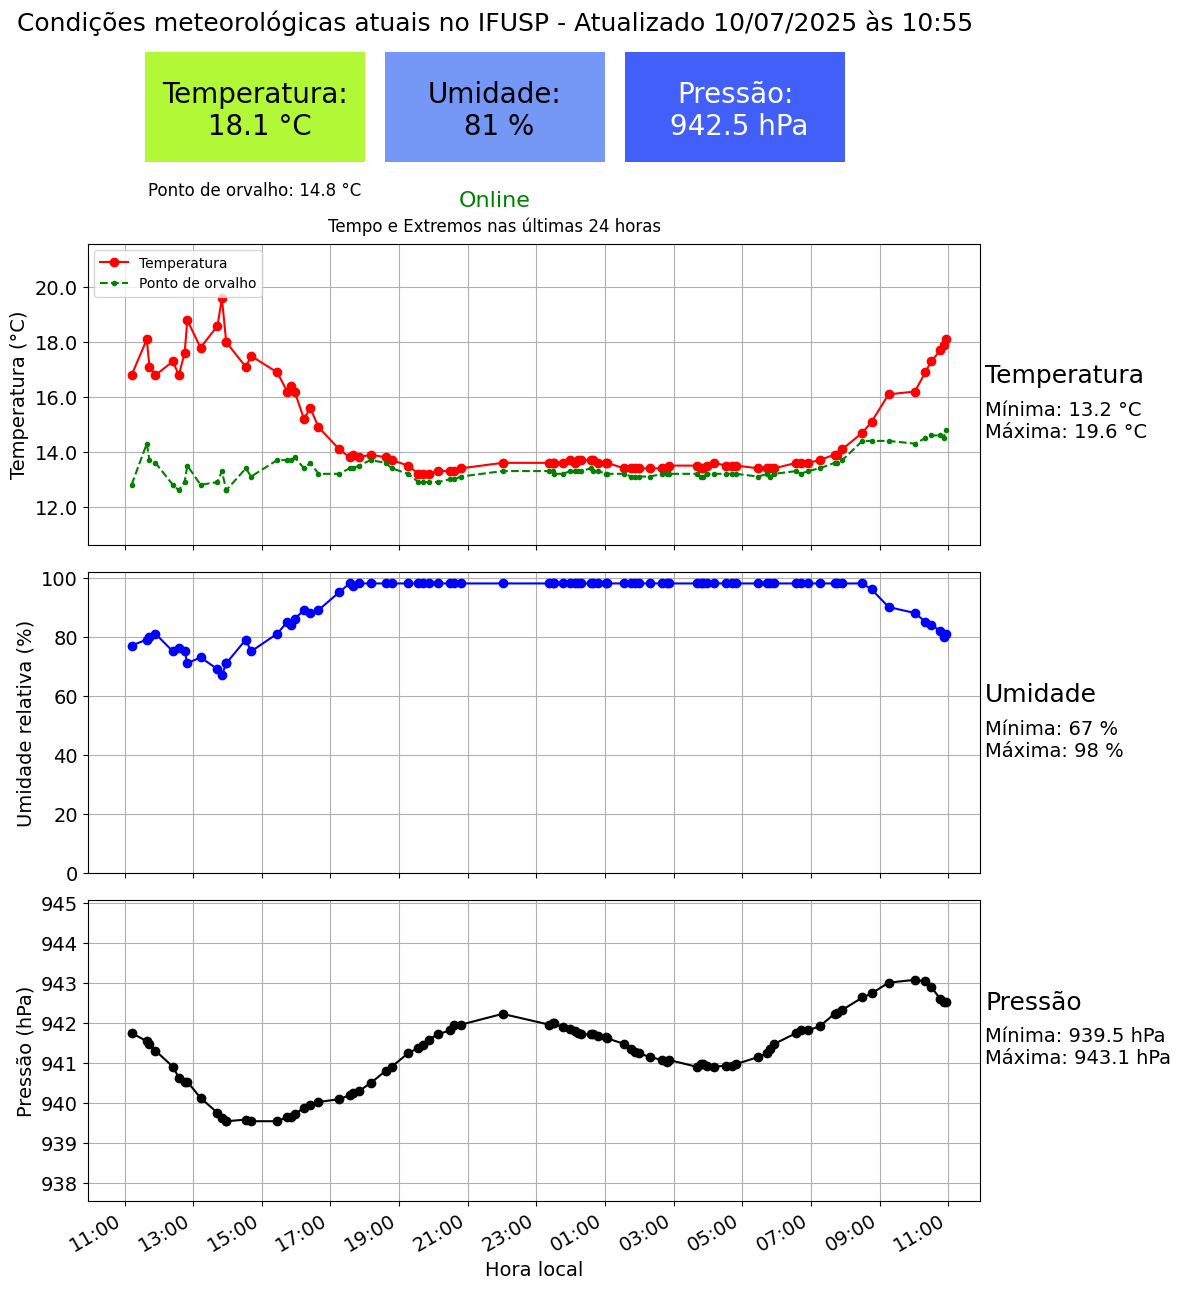 Condições meteorológicas atuais no IFUSP - Atualizado 10/07/2025 às 10:55
Temperatura:
18.1 °C
Umidade:
81 %
Pressão:
942.5 hPa
Ponto de orvalho: 14.8 °C
Online
Tempo e Extremos nas últimas 24 horas
Temperatura
Ponto de orvalho
Temperatura (°C)
20.0
18.0
16.0
14.0
12.0
Temperatura
Mínima: 13.2 °C
Máxima: 19.6 °C
Umidade relativa (%)
100
80
60
40
20
0
Umidade
Mínima: 67 %
Máxima: 98 %
Pressão (hPa)
945
944
943
942
941
940
939
938
Pressão
Mínima: 939.5 hPa
Máxima: 943.1 hPa
11:00
13:00
15:00
17:00
19:00
21:00
23:00
01:00
03:00
05:00
07:00
09:00
11:00
Hora local